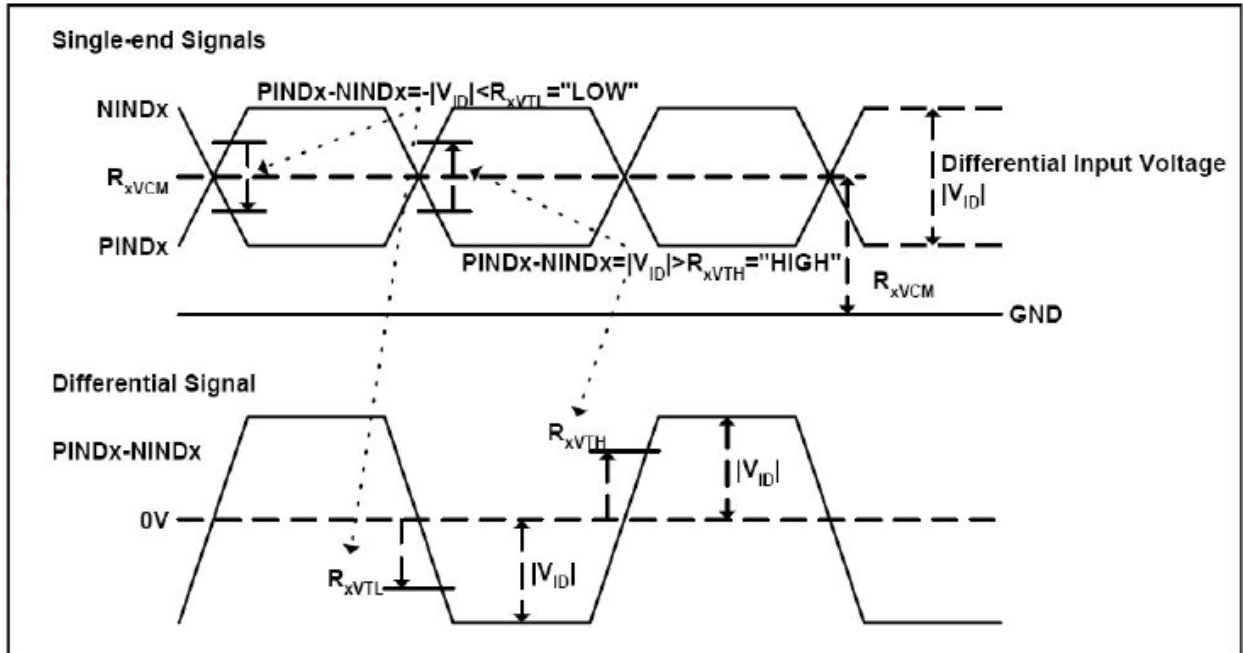 Single-end Signals
PINDx-NINDx=-|VID|<RxVTL="LOW"
NINDx
RxVCM
Differential Input Voltage
|VID|
PINDx
PINDx-NINDx=|VID|>RxVTH="HIGH"
RxVCM
GND
Differential Signal
PINDx-NINDx
RxVTH
|VID|
0V
RxVTL
|VID|